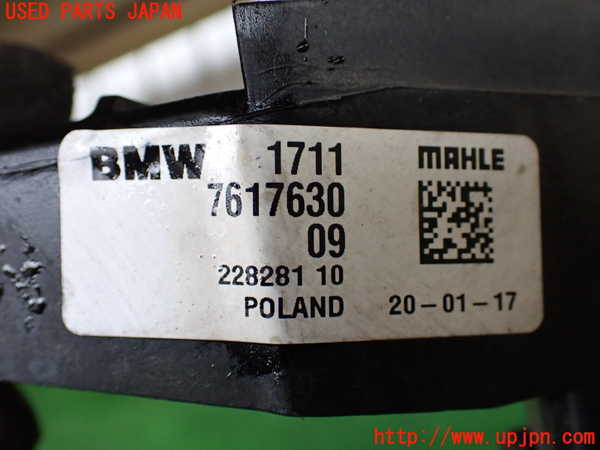 USED PARTS JAPAN
BMW 1711 MAHLE
7617630
09
228281 10
POLAND 20-01-17
http://www.upjpn.com/